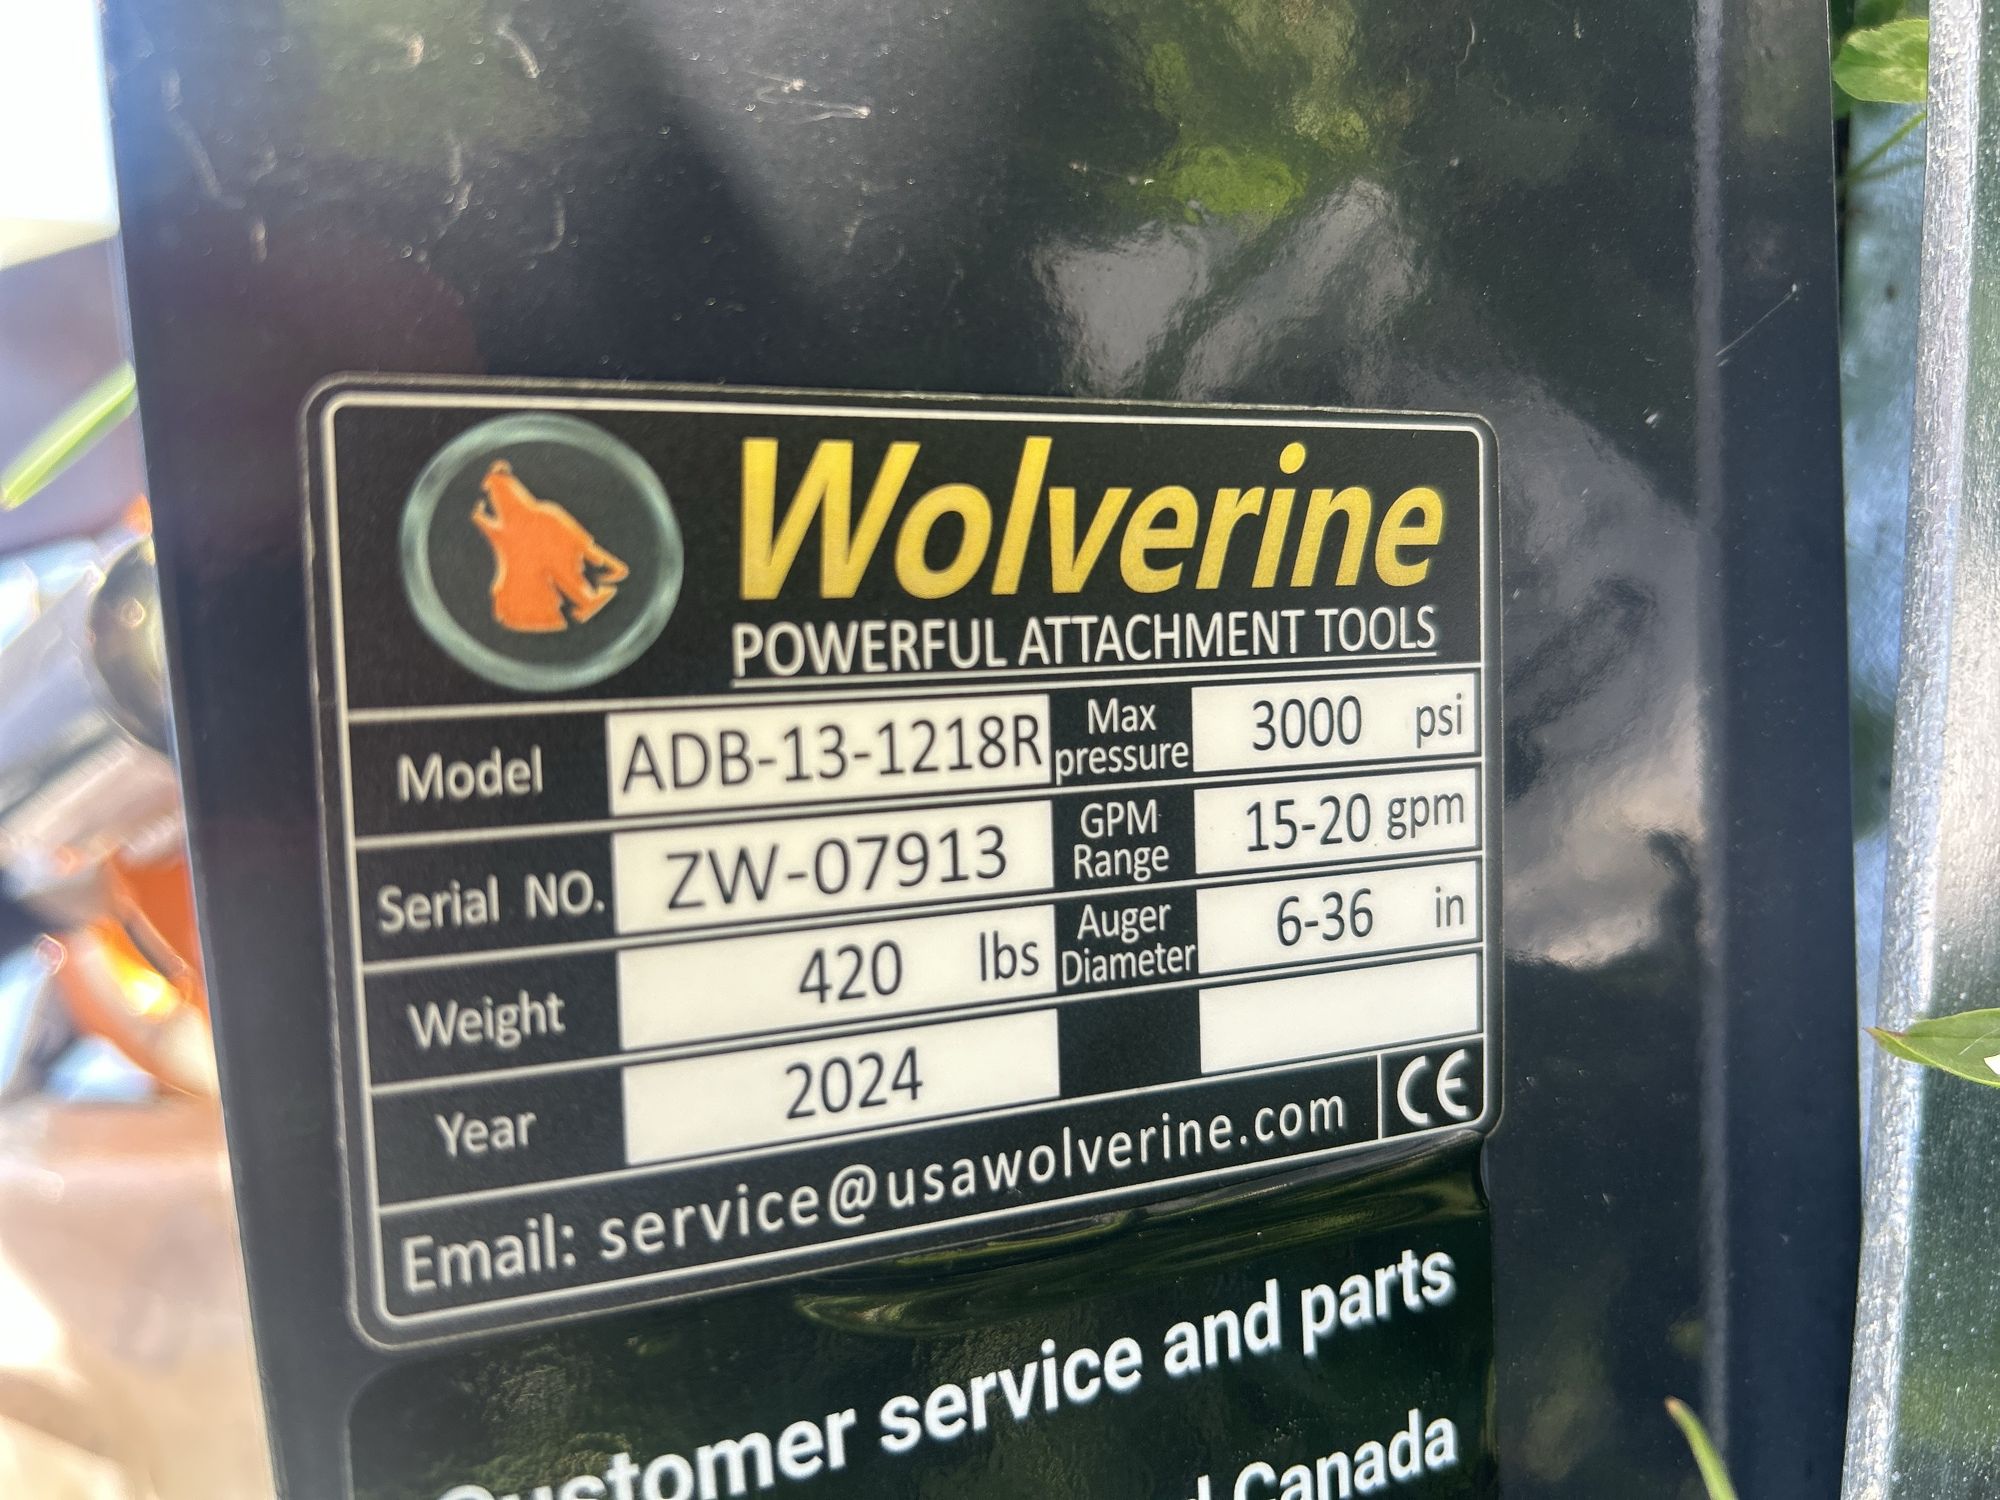 Wolverine
POWERFUL ATTACHMENT TOOLS
Model ADB-13-1218R Max pressure 3000 psi
Serial NO. ZW-07913 GPM Range 15-20 gpm
Weight 420 lbs Auger Diameter 6-36 in
Year 2024
Email: service@usawolverine.com CE
Customer service and parts
Canada